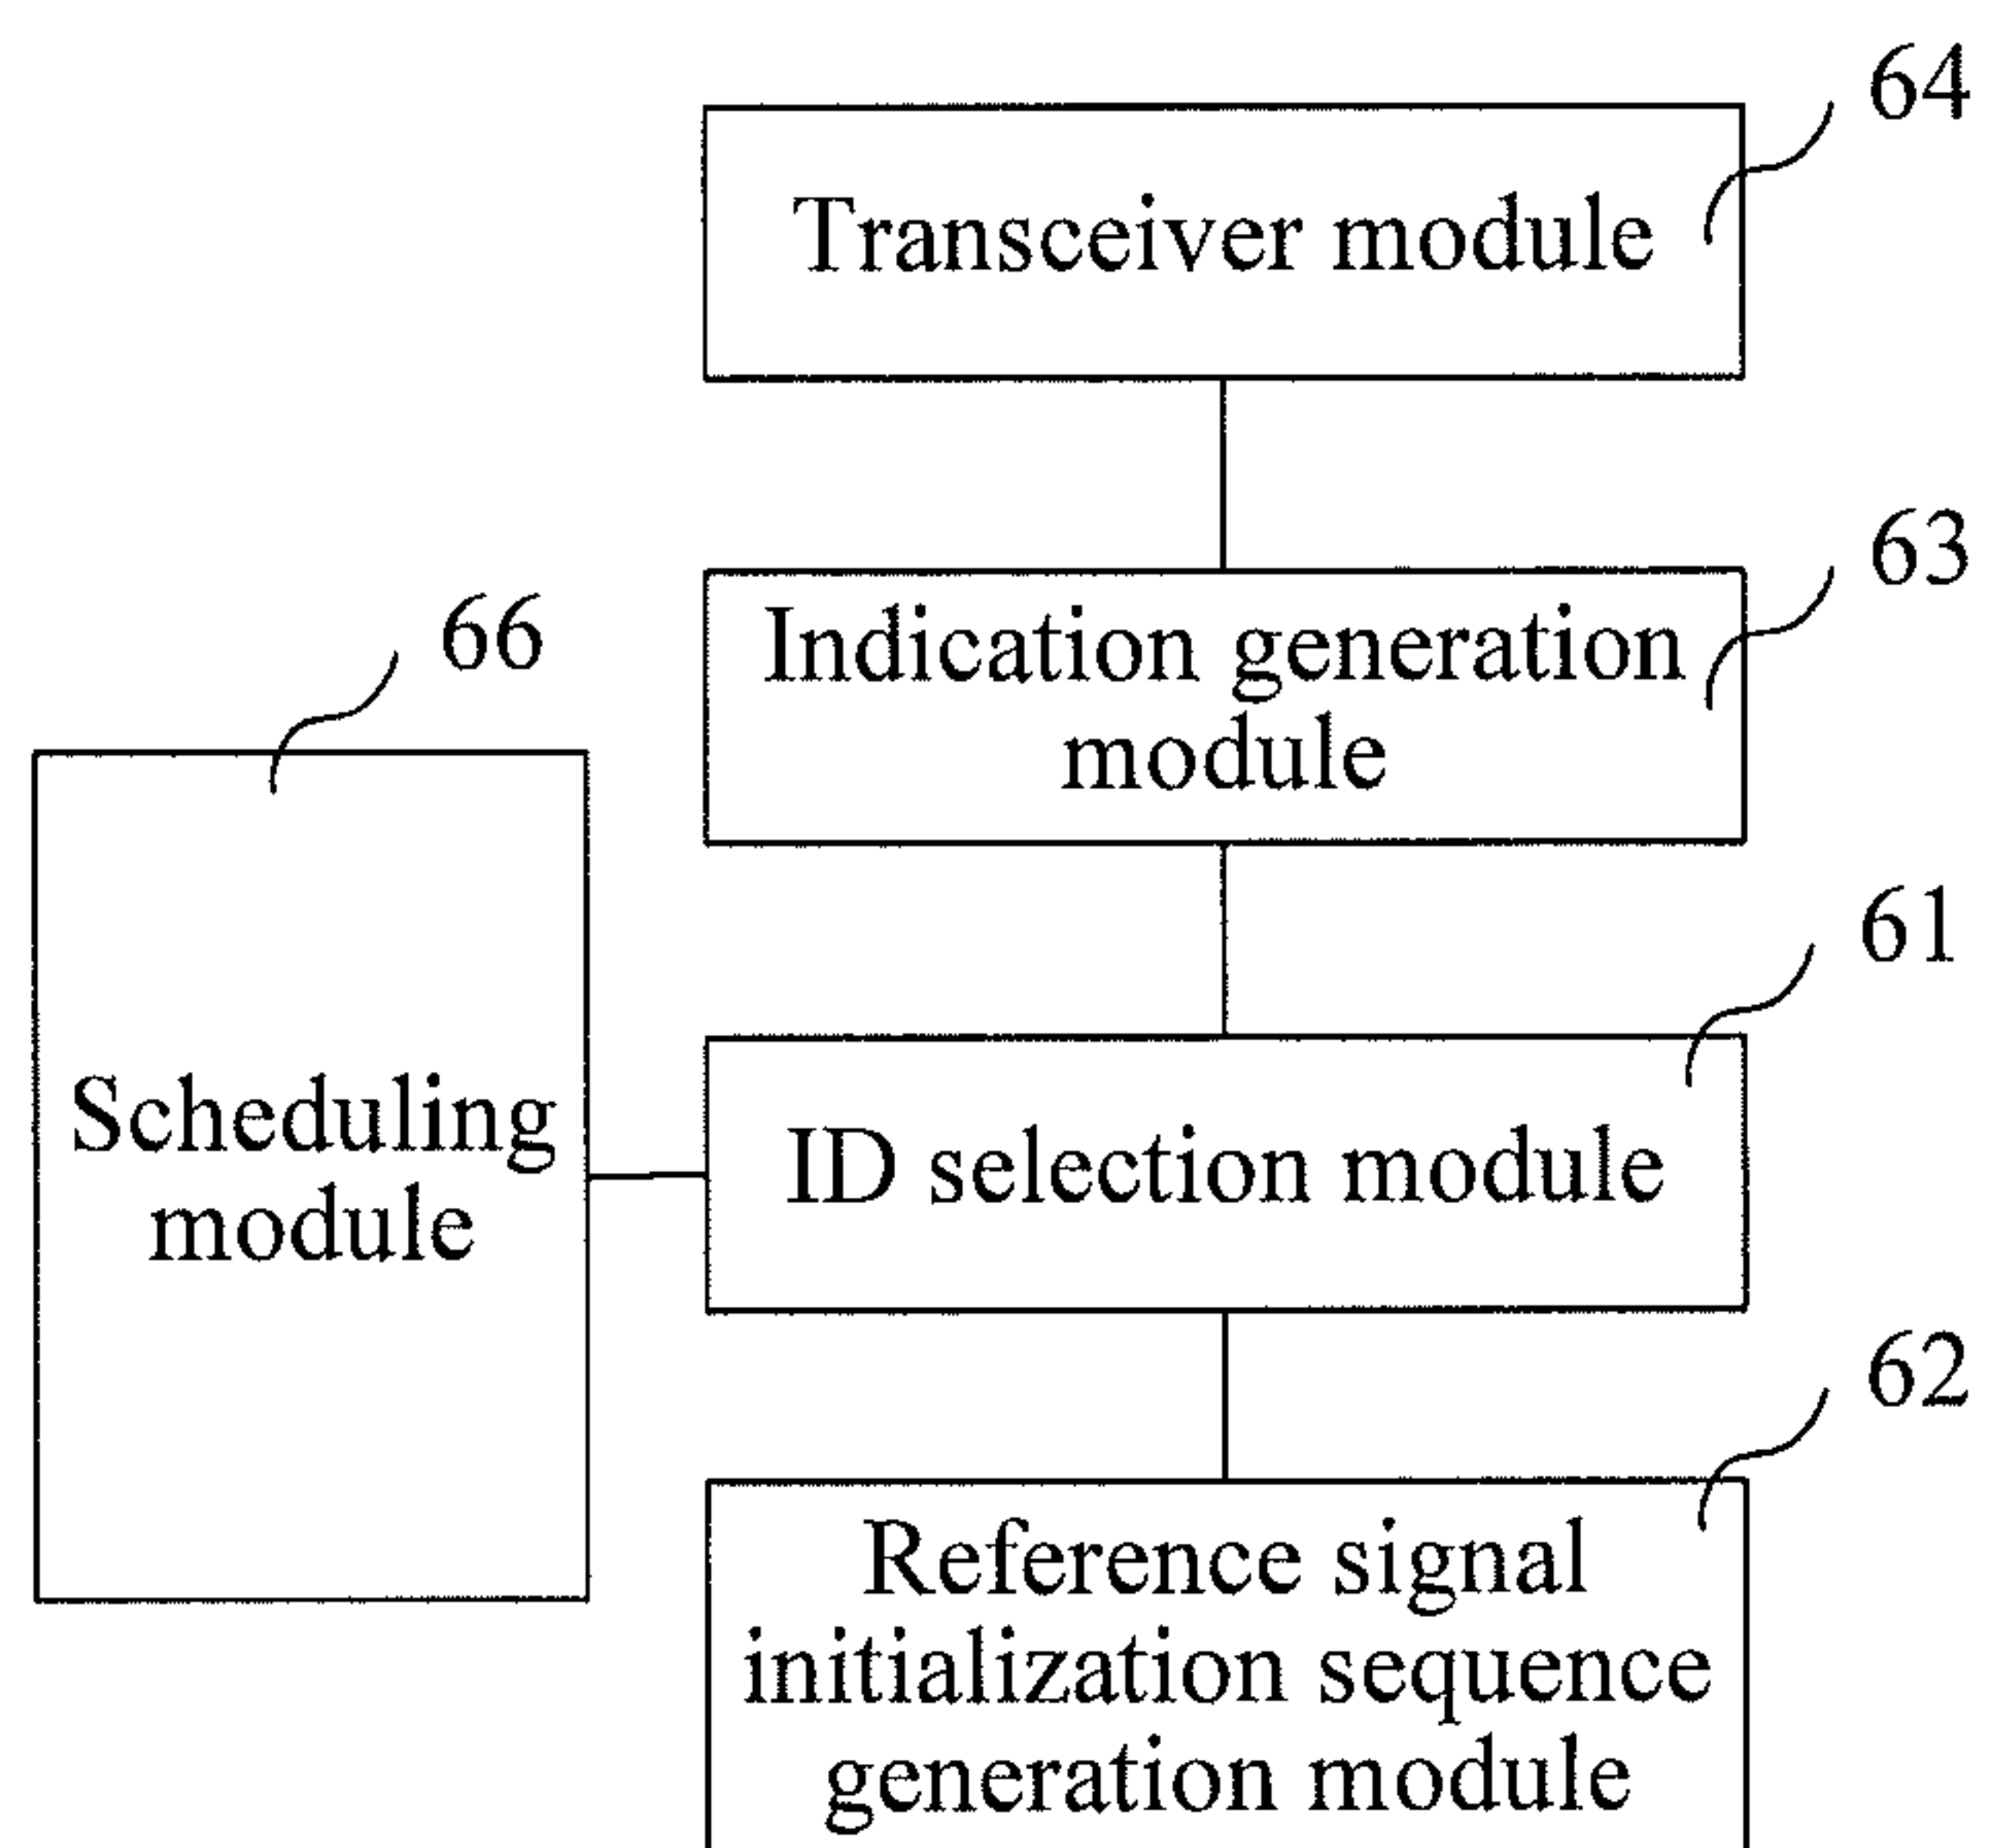 64
Transceiver module
63
Indication generation
module
66
61
Scheduling
module
ID selection module
62
Reference signal
initialization sequence
generation module